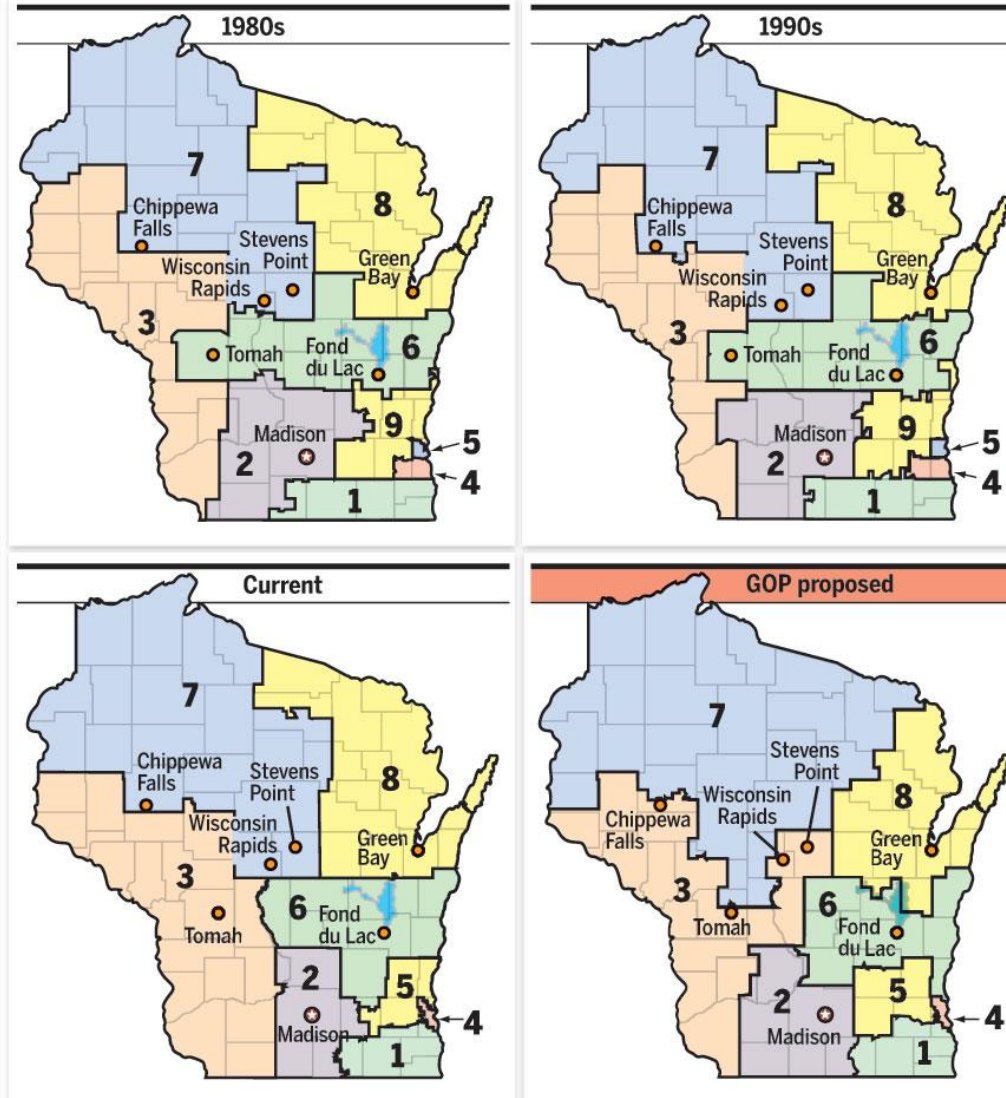 1980s
7
8
Chippewa
Falls
Stevens
Point
Wisconsin
Rapids
Green
Bay
3
Tomah
Fond
du Lac
6
9
Madison
2
5
4
1
1990s
7
8
Chippewa
Falls
Stevens
Point
Wisconsin
Rapids
Green
Bay
3
Tomah
Fond
du Lac
6
9
Madison
2
5
4
1
Current
7
8
Chippewa
Falls
Stevens
Point
Wisconsin
Rapids
Green
Bay
3
Tomah
6
Fond
du Lac
2
5
Madison
4
1
GOP proposed
7
Stevens
Point
8
Wisconsin
Rapids
Chippewa
Falls
Green
Bay
3
Tomah
6
Fond
du Lac
2
5
Madison
4
1